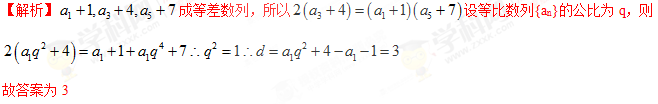 【解析】a₁+1,a₃+4,a₅+7成等差数列，所以2(a₃+4)=(a₁+1)(a₅+7)设等比数列{aₙ}的公比为 q，则
2(a₁q²+4)=a₁+1+a₁q⁴+7∴q²=1∴d=a₁q²+4−a₁−1=3
故答案为 3